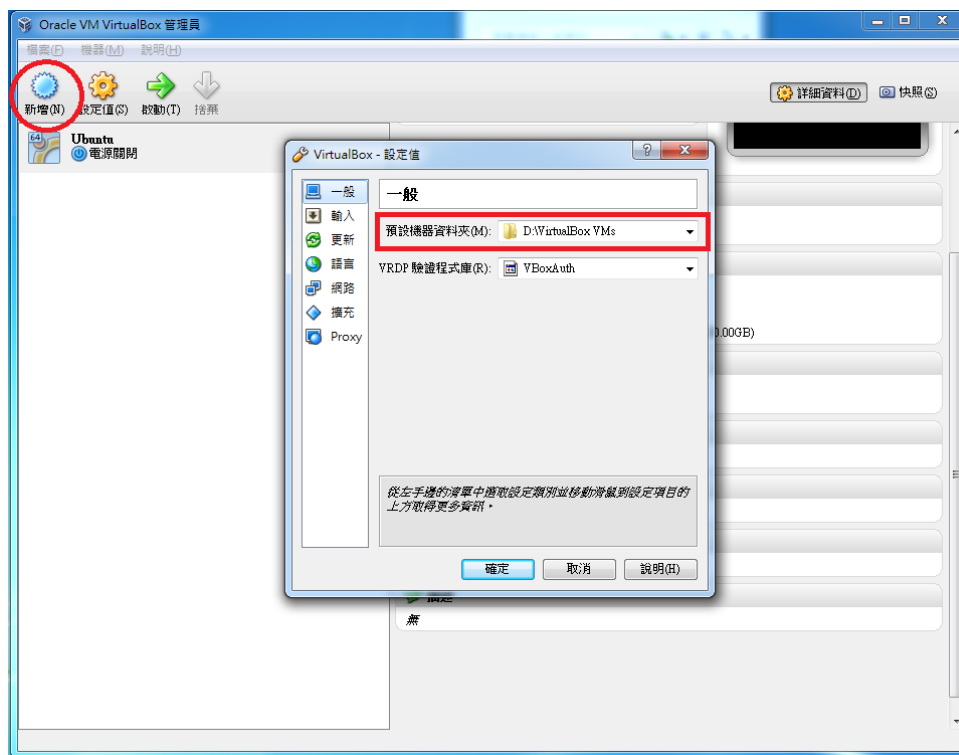 Oracle VM VirtualBox 管理員
檔案(F) 機器(M) 說明(H)
新增(N) 設定值(S) 啟動(T) 捨棄
詳細資料(D) 快照(S)
64 Ubuntu
電源關閉
VirtualBox - 設定值
一般
輸入
更新
語言
網路
擴充
Proxy
一般
預設機器資料夾(M): D:\VirtualBox VMs
VRDP 驗證程式庫(R): VBoxAuth
.00GB)
從左手邊的清單中選取設定類別並移動滑鼠到設定項目的
上方取得更多資訊。
確定 取消 說明(H)
無